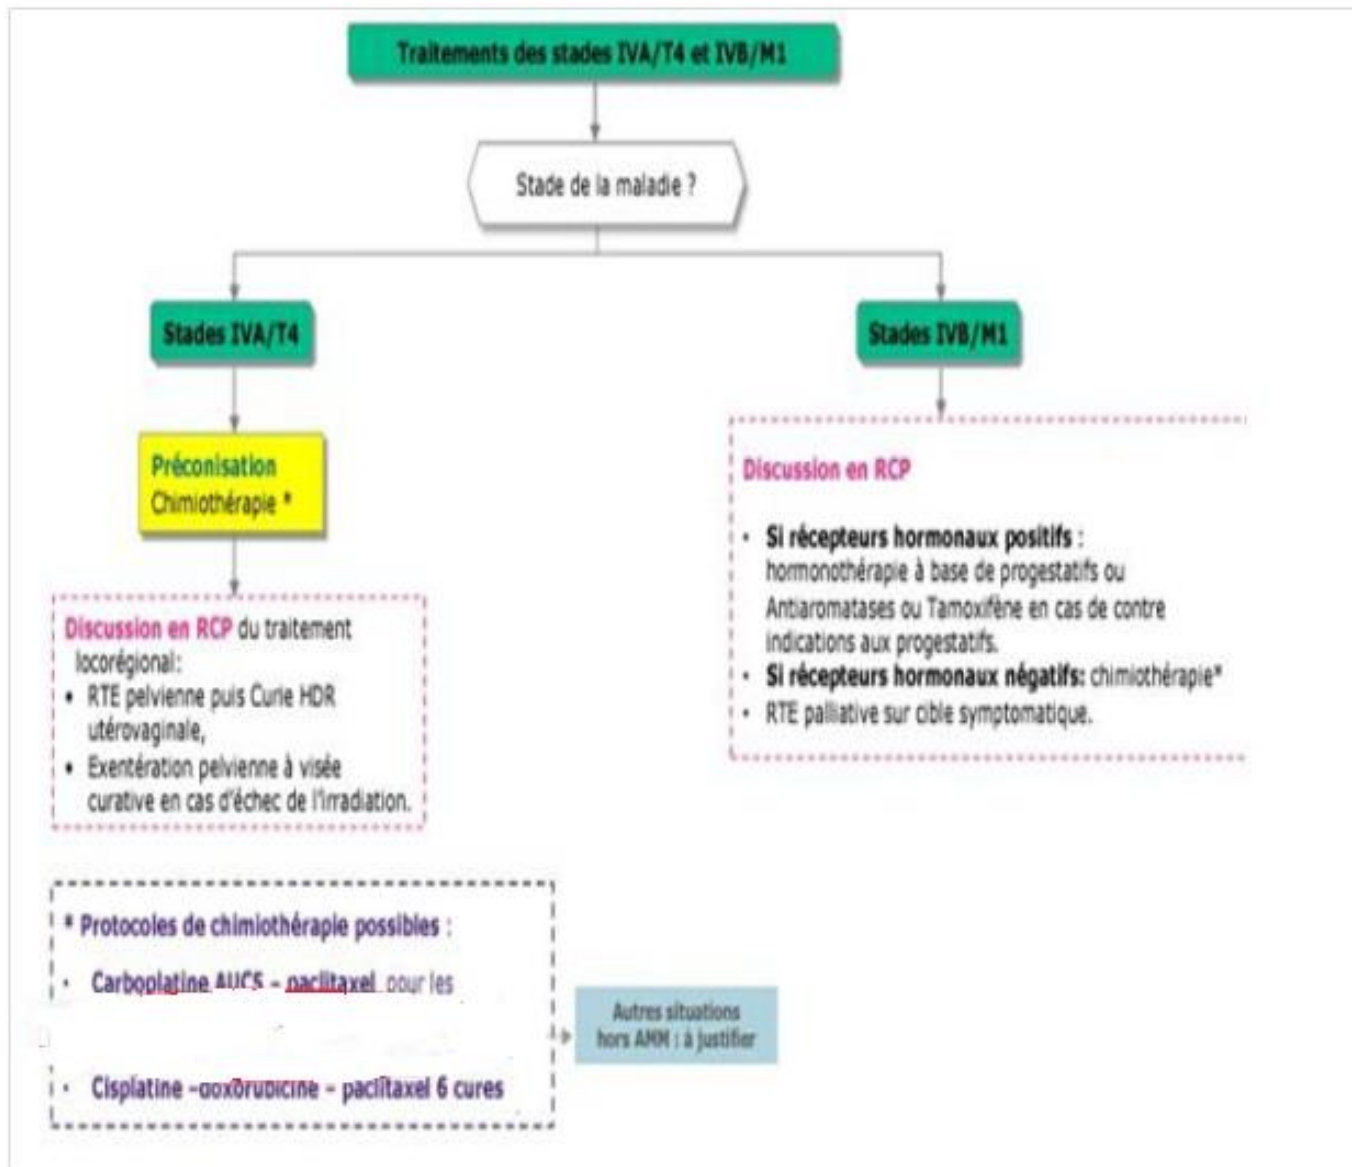 Traitements des stades IVA/T4 et IVB/M1
Stade de la maladie ?
Stades IVA/T4
Stades IVB/M1
Préconisation
Chimiothérapie *
Discussion en RCP du traitement
locorégional:
• RTE pelvienne puis Curie HDR
utérovaginale,
• Exentération pelvienne à visée
curative en cas d'échec de l'irradiation.
Discussion en RCP
• Si récepteurs hormonaux positifs :
hormonothérapie à base de progestatifs ou
Antiaromatases ou Tamoxifène en cas de contre
indications aux progestatifs.
• Si récepteurs hormonaux négatifs: chimiothérapie*
• RTE palliative sur cible symptomatique.
* Protocoles de chimiothérapie possibles :
• Carboplatine AUC5 – paclitaxel pour les
• Cisplatine –doxorubicine – paclitaxel 6 cures
Autres situations
hors AMM : à justifier